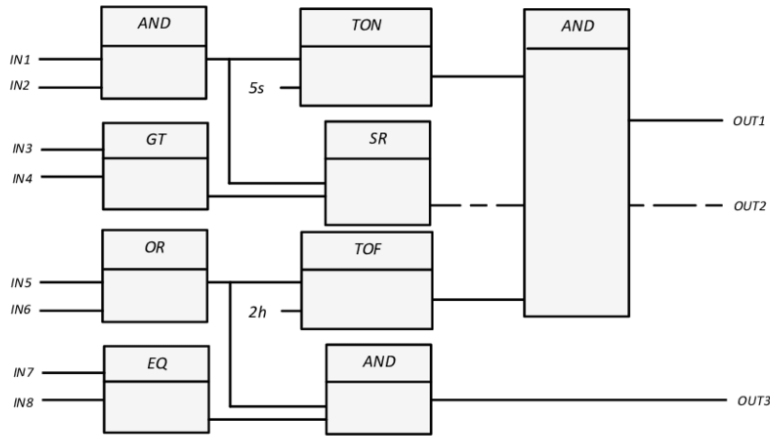 AND
TON
AND
IN1
IN2
5s
OUT1
GT
SR
IN3
IN4
OUT2
OR
TOF
IN5
IN6
2h
EQ
AND
IN7
IN8
OUT3